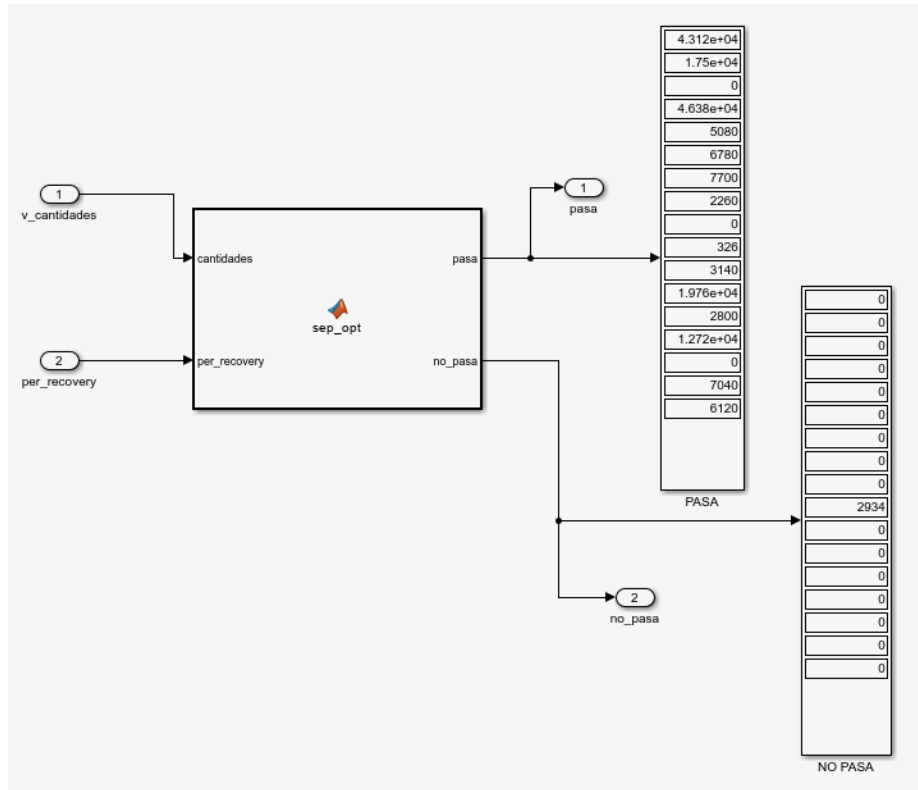 1
v_cantidades
2
per_recovery
cantidades
per_recovery
sep_opt
pasa
no_pasa
1
pasa
4.312e+04
1.75e+04
0
4.638e+04
5080
6780
7700
2260
0
326
3140
1.976e+04
2800
1.272e+04
0
7040
6120
PASA
2
no_pasa
0
0
0
0
0
0
0
0
0
2934
0
0
0
0
0
0
0
NO PASA